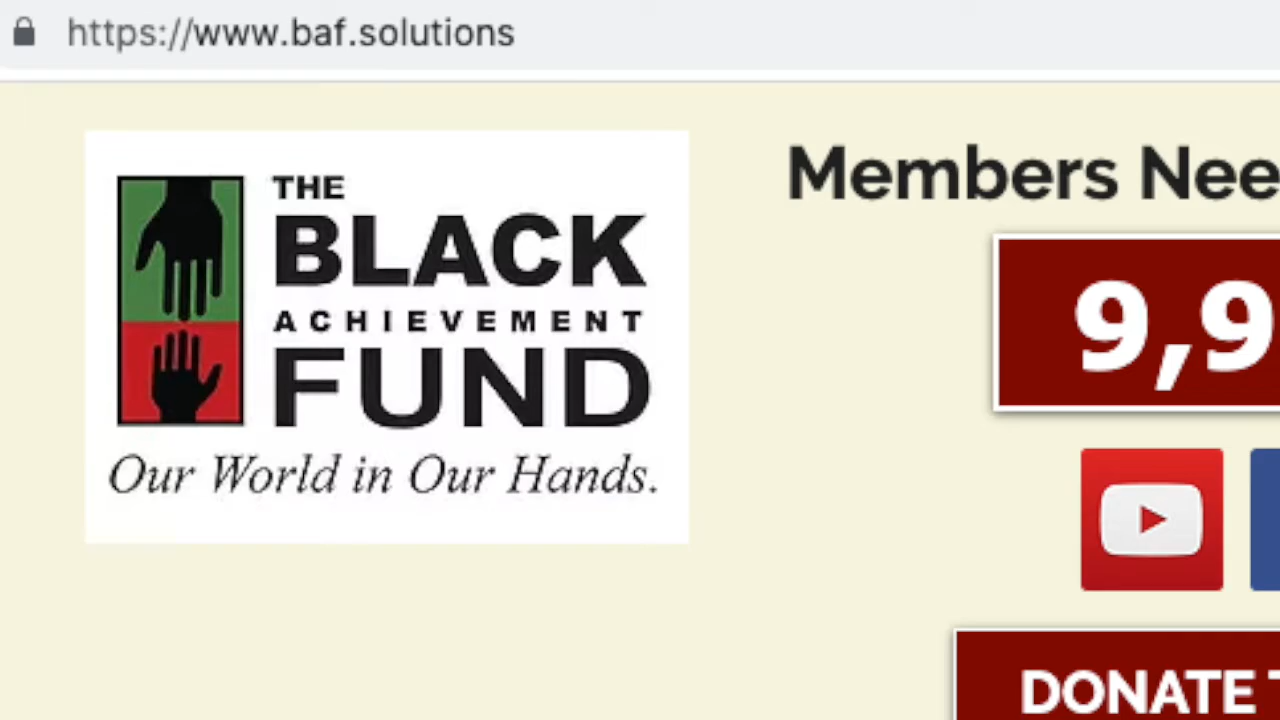 https://www.baf.solutions
THE
BLACK
ACHIEVEMENT
FUND
Our World in Our Hands.
Members Nee
9,9
DONATE